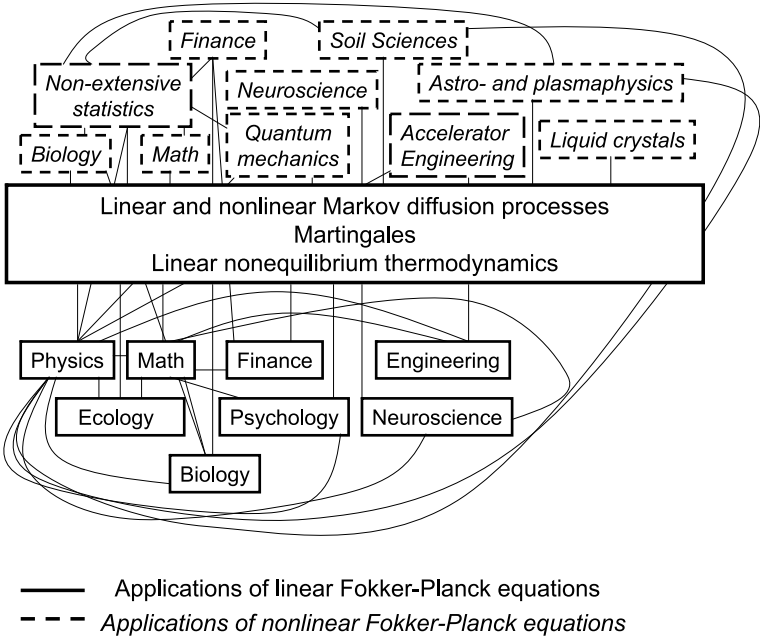 Finance
Soil Sciences
Non-extensive
statistics
Neuroscience
Astro- and plasmaphysics
Biology
Math
Quantum
mechanics
Accelerator
Engineering
Liquid crystals
Linear and nonlinear Markov diffusion processes
Martingales
Linear nonequilibrium thermodynamics
Physics
Math
Finance
Engineering
Ecology
Psychology
Neuroscience
Biology
Applications of linear Fokker-Planck equations
Applications of nonlinear Fokker-Planck equations